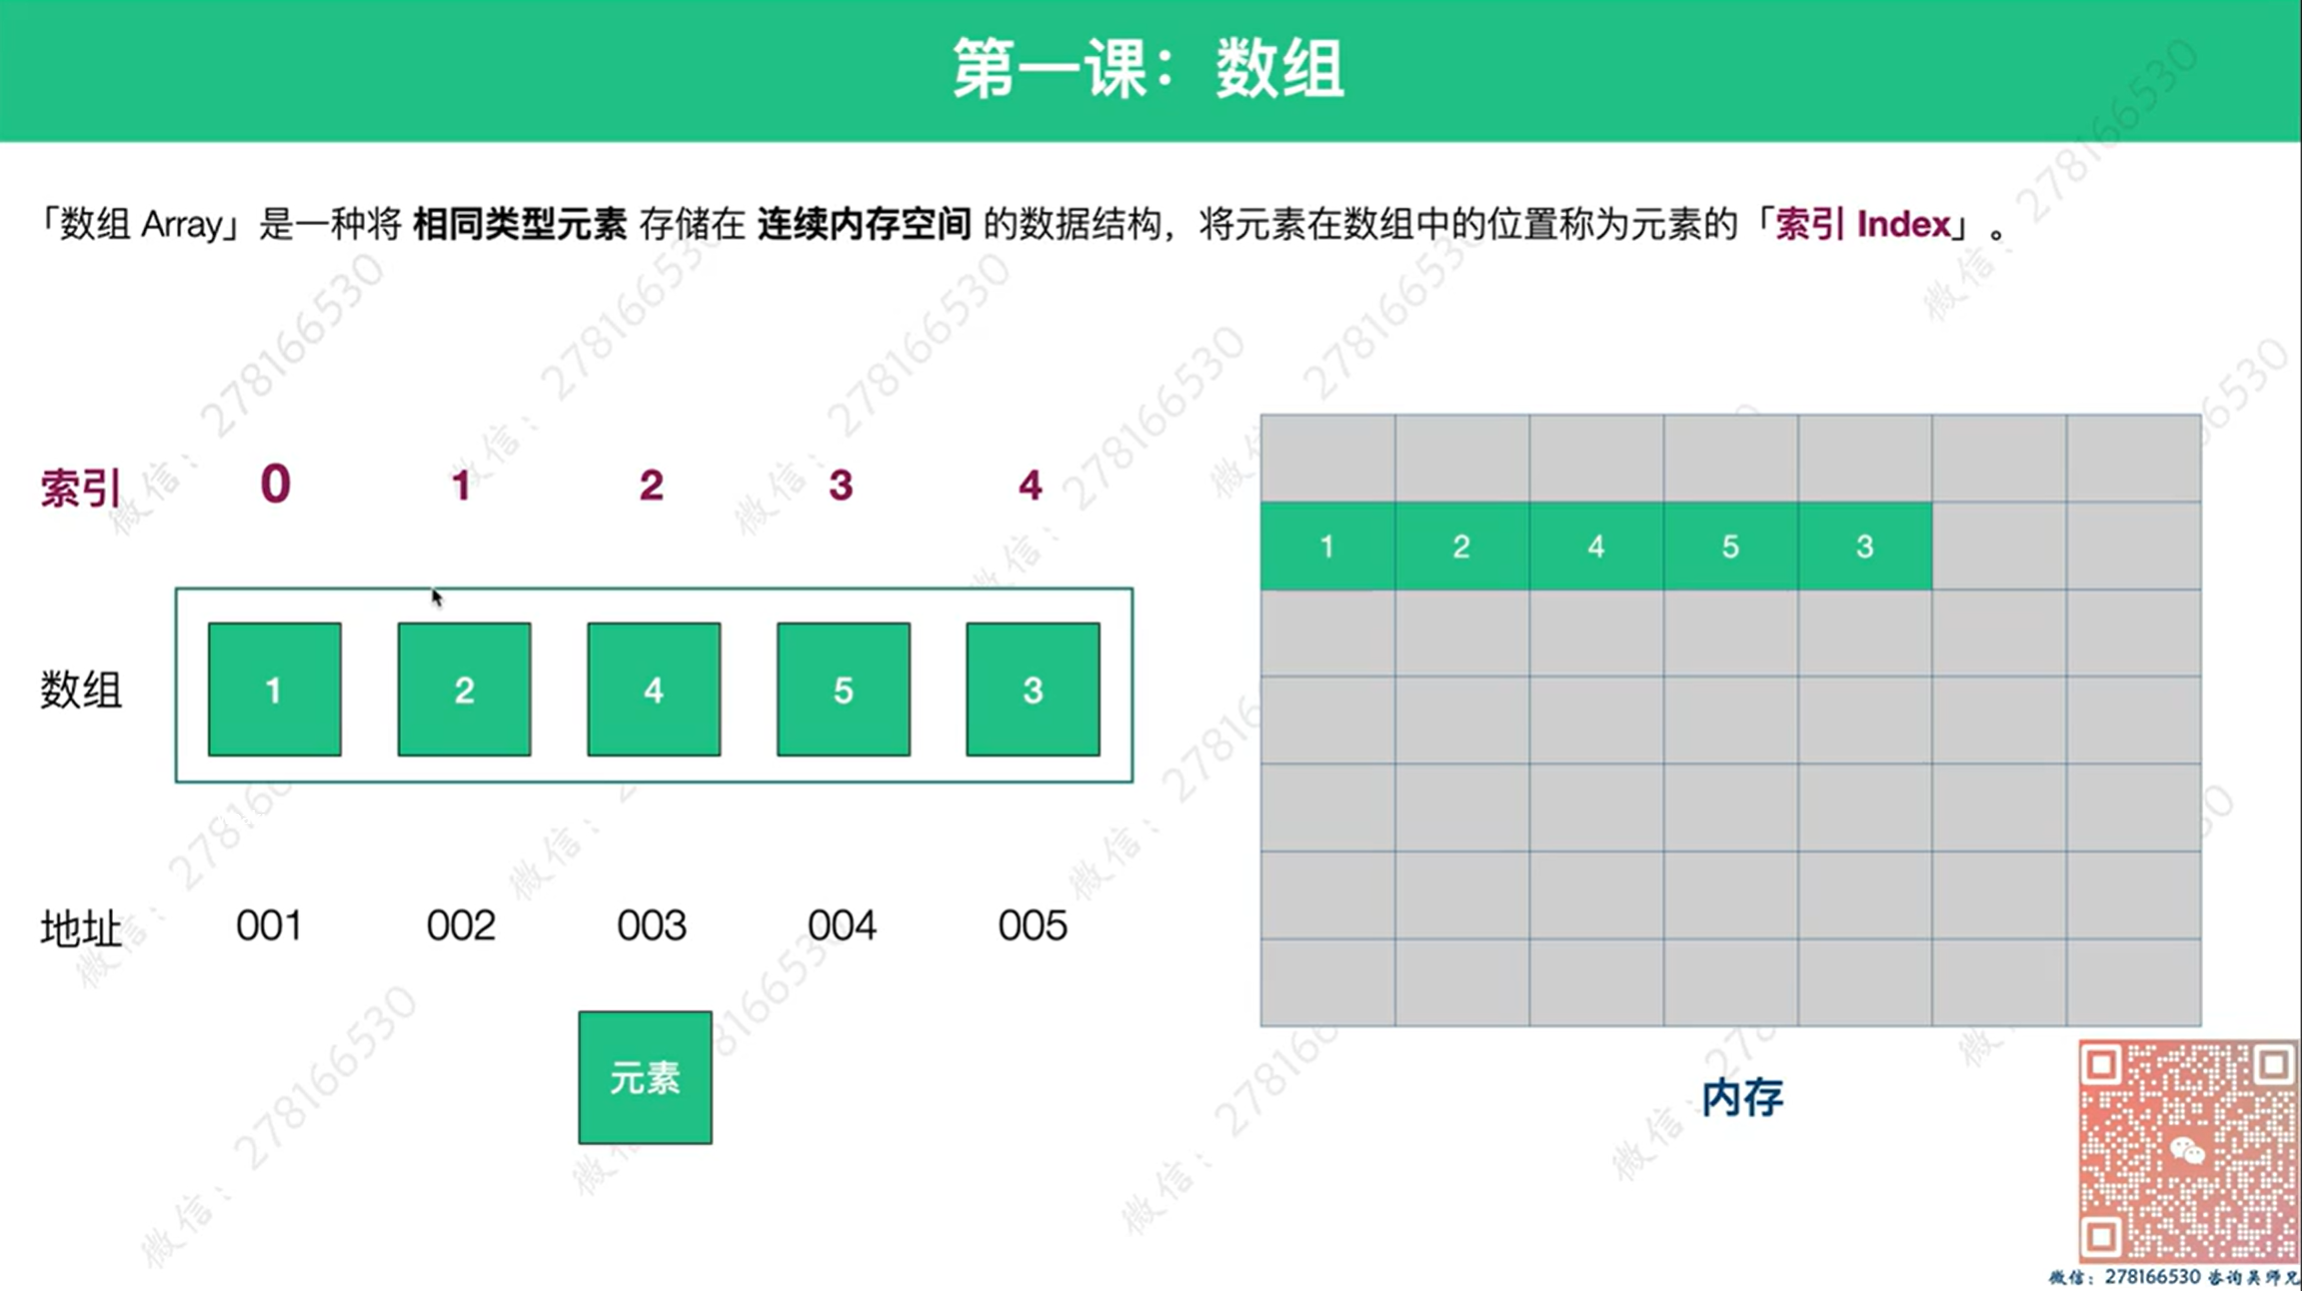 第一课：数组
「数组 Array」是一种将 相同类型元素 存储在 连续内存空间 的数据结构，将元素在数组中的位置称为元素的「索引 Index」。
索引 0 1 2 3 4
数组 1 2 4 5 3
地址 001 002 003 004 005
元素
1 2 4 5 3
内存
微信：278166530 咨询吴师兄
微信：278166530